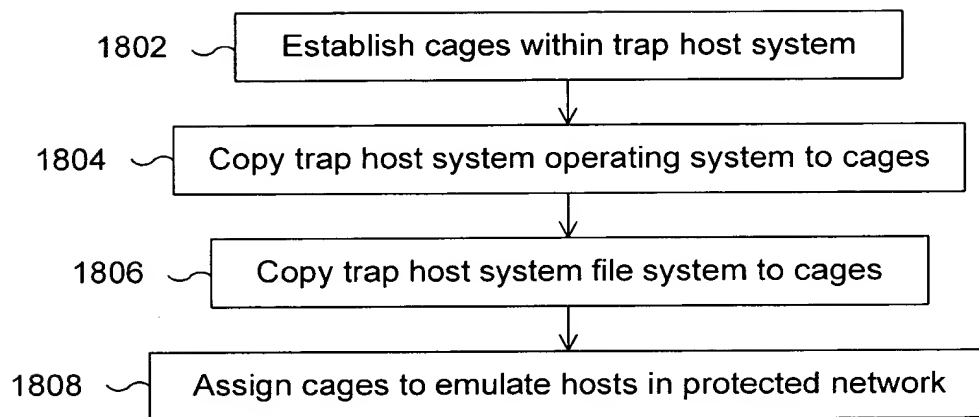 1802 Establish cages within trap host system
1804 Copy trap host system operating system to cages
1806 Copy trap host system file system to cages
1808 Assign cages to emulate hosts in protected network